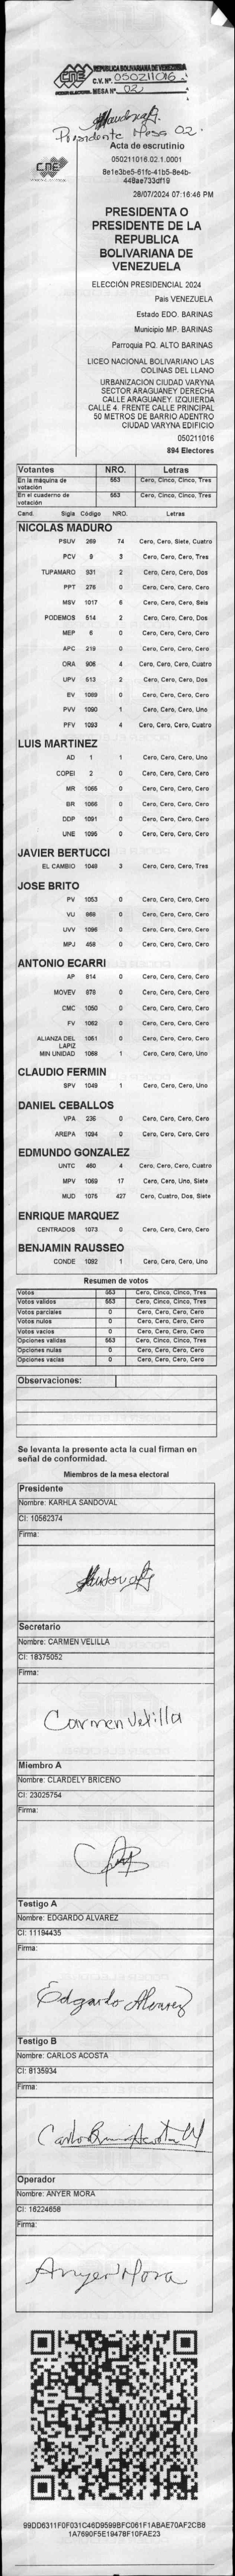 CNE
PODER ELECTORAL
REPUBLICA BOLIVARIANA DE VENEZUELA
C.V. Nº. 050211016.
MESA Nº. 02
Presidente Mesa 02.
CNE
Acta de escrutinio
050211016.02.1.0001
8e1e3be5-61fc-41b5-8e4b-
448ae733df19
28/07/2024 07:16:46 PM
PRESIDENTA O
PRESIDENTE DE LA
REPUBLICA
BOLIVARIANA DE
VENEZUELA
ELECCIÓN PRESIDENCIAL 2024
Pais VENEZUELA
Estado EDO. BARINAS
Municipio MP. BARINAS
Parroquia PQ. ALTO BARINAS
LICEO NACIONAL BOLIVARIANO LAS
COLINAS DEL LLANO
URBANIZACION CIUDAD VARYNA
SECTOR ARAGUANEY DERECHA
CALLE ARAGUANEY. IZQUIERDA
CALLE 4. FRENTE CALLE PRINCIPAL
50 METROS DE BARRIO ADENTRO
CIUDAD VARYNA EDIFICIO
050211016
894 Electores
Votantes NRO. Letras
En la máquina de votación 553 Cero, Cinco, Cinco, Tres
En el cuaderno de votación 553 Cero, Cinco, Cinco, Tres
Cand. Sigla Código NRO. Letras
NICOLAS MADURO
PSUV 269 74 Cero, Cero, Siete, Cuatro
PCV 9 3 Cero, Cero, Cero, Tres
TUPAMARO 931 2 Cero, Cero, Cero, Dos
PPT 276 0 Cero, Cero, Cero, Cero
MSV 1017 6 Cero, Cero, Cero, Seis
PODEMOS 514 2 Cero, Cero, Cero, Dos
MEP 6 0 Cero, Cero, Cero, Cero
APC 219 0 Cero, Cero, Cero, Cero
ORA 906 4 Cero, Cero, Cero, Cuatro
UPV 513 2 Cero, Cero, Cero, Dos
EV 1089 0 Cero, Cero, Cero, Cero
PVV 1090 1 Cero, Cero, Cero, Uno
PFV 1093 4 Cero, Cero, Cero, Cuatro
LUIS MARTINEZ
AD 1 1 Cero, Cero, Cero, Uno
COPEI 2 0 Cero, Cero, Cero, Cero
MR 1065 0 Cero, Cero, Cero, Cero
BR 1066 0 Cero, Cero, Cero, Cero
DDP 1091 0 Cero, Cero, Cero, Cero
UNE 1095 0 Cero, Cero, Cero, Cero
JAVIER BERTUCCI
EL CAMBIO 1048 3 Cero, Cero, Cero, Tres
JOSE BRITO
PV 1053 0 Cero, Cero, Cero, Cero
VU 968 0 Cero, Cero, Cero, Cero
UVV 1096 0 Cero, Cero, Cero, Cero
MPJ 458 0 Cero, Cero, Cero, Cero
ANTONIO ECARRI
AP 814 0 Cero, Cero, Cero, Cero
MOVEV 979 0 Cero, Cero, Cero, Cero
CMC 1050 0 Cero, Cero, Cero, Cero
FV 1062 0 Cero, Cero, Cero, Cero
ALIANZA DEL LAPIZ 1061 0 Cero, Cero, Cero, Cero
MIN UNIDAD 1068 1 Cero, Cero, Cero, Uno
CLAUDIO FERMIN
SPV 1049 1 Cero, Cero, Cero, Uno
DANIEL CEBALLOS
VPA 236 0 Cero, Cero, Cero, Cero
AREPA 1094 0 Cero, Cero, Cero, Cero
EDMUNDO GONZALEZ
UNTC 460 4 Cero, Cero, Cero, Cuatro
MPV 1069 17 Cero, Cero, Uno, Siete
MUD 1075 427 Cero, Cuatro, Dos, Siete
ENRIQUE MARQUEZ
CENTRADOS 1073 0 Cero, Cero, Cero, Cero
BENJAMIN RAUSSEO
CONDE 1092 1 Cero, Cero, Cero, Uno
Resumen de votos
Votos 553 Cero, Cinco, Cinco, Tres
Votos validos 553 Cero, Cinco, Cinco, Tres
Votos parciales 0 Cero, Cero, Cero, Cero
Votos nulos 0 Cero, Cero, Cero, Cero
Votos vacios 0 Cero, Cero, Cero, Cero
Opciones validas 553 Cero, Cinco, Cinco, Tres
Opciones nulas 0 Cero, Cero, Cero, Cero
Opciones vacias 0 Cero, Cero, Cero, Cero
Observaciones:
Se levanta la presente acta la cual firman en
señal de conformidad.
Miembros de la mesa electoral
Presidente
Nombre: KARHLA SANDOVAL
CI: 10562374
Firma:
Secretario
Nombre: CARMEN VELILLA
CI: 18375052
Firma:
Carmen Velilla
Miembro A
Nombre: CLARDELY BRICENO
CI: 23025754
Firma:
Testigo A
Nombre: EDGARDO ALVAREZ
CI: 11194435
Firma:
Edgardo Alvarez
Testigo B
Nombre: CARLOS ACOSTA
CI: 8135934
Firma:
Operador
Nombre: ANYER MORA
CI: 16224658
Firma:
Anyer Mora
99DD6311F0F031C46D9599BFC061F1ABAE70AF2CB8
1A7690F5E19478F10FAE23